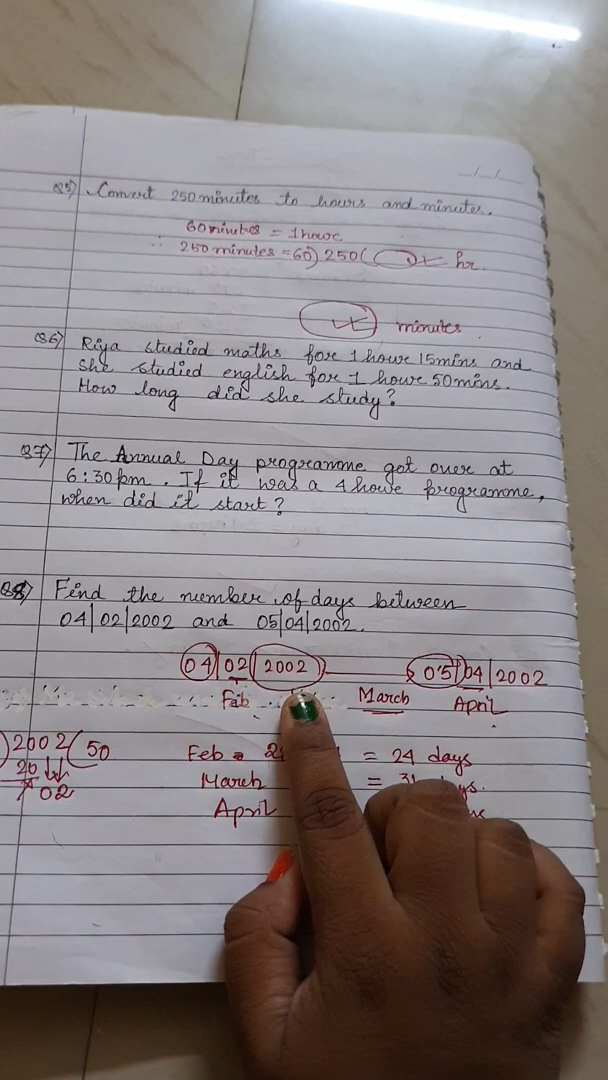 Q5) Convert 250 minutes to hours and minutes.
60 minutes = 1 hour
∴ 250 minutes = 60) 250 ( hr.
minutes
Q6) Riya studied maths for 1 hour 15 mins and
she studied english for 1 hour 50 mins.
How long did she study?
Q7) The Annual Day programme got over at
6:30 pm. If it was a 4 hour programme,
when did it start?
Q8) Find the number of days between
04|02|2002 and 05|04|2002.
04|02|2002 05|04|2002
Feb March April
)2002(50
20
702
Feb = 24 days
March = 31
April